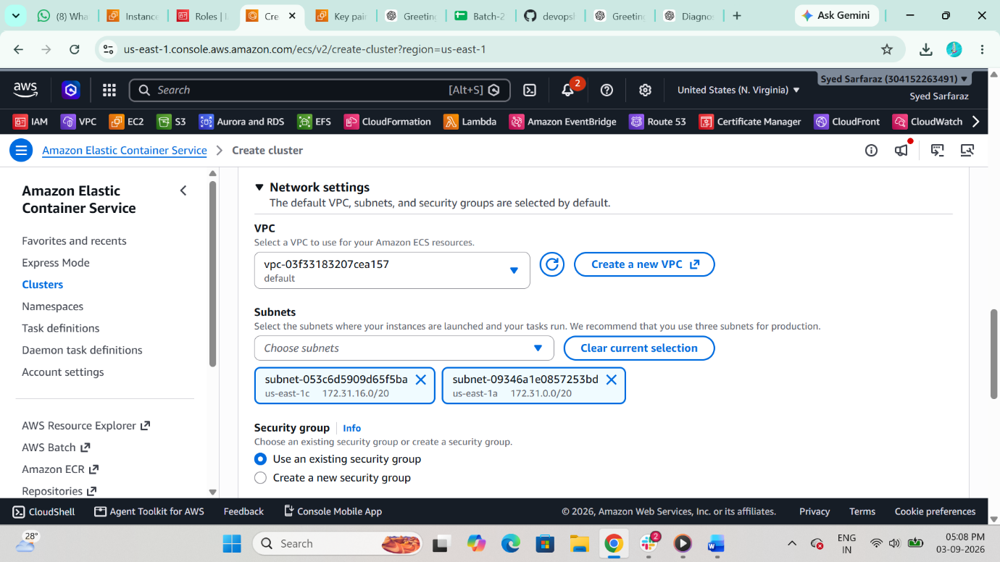 (8) Wha
Instance
Roles | I
Cre
Key pair
Greeting
Batch-2
devopsh
Greeting
Diagnos
Ask Gemini
us-east-1.console.aws.amazon.com/ecs/v2/create-cluster?region=us-east-1
aws
Search
[Alt+S]
2
United States (N. Virginia)
Syed Sarfaraz (304152263491)
Syed Sarfaraz
IAM
VPC
EC2
S3
Aurora and RDS
EFS
CloudFormation
Lambda
Amazon EventBridge
Route 53
Certificate Manager
CloudFront
CloudWatch
Amazon Elastic Container Service
Create cluster
Amazon Elastic
Container Service
Favorites and recents
Express Mode
Clusters
Namespaces
Task definitions
Daemon task definitions
Account settings
AWS Resource Explorer
AWS Batch
Amazon ECR
Repositories
Network settings
The default VPC, subnets, and security groups are selected by default.
VPC
Select a VPC to use for your Amazon ECS resources.
vpc-03f33183207cea157
default
Create a new VPC
Subnets
Select the subnets where your instances are launched and your tasks run. We recommend that you use three subnets for production.
Choose subnets
Clear current selection
subnet-053c6d5909d65f5ba
us-east-1c 172.31.16.0/20
subnet-09346a1e0857253bd
us-east-1a 172.31.0.0/20
Security group
Info
Choose an existing security group or create a security group.
Use an existing security group
Create a new security group
CloudShell
Agent Toolkit for AWS
Feedback
Console Mobile App
© 2026, Amazon Web Services, Inc. or its affiliates.
Privacy
Terms
Cookie preferences
28°
Search
2
ENG
IN
05:08 PM
03-09-2026